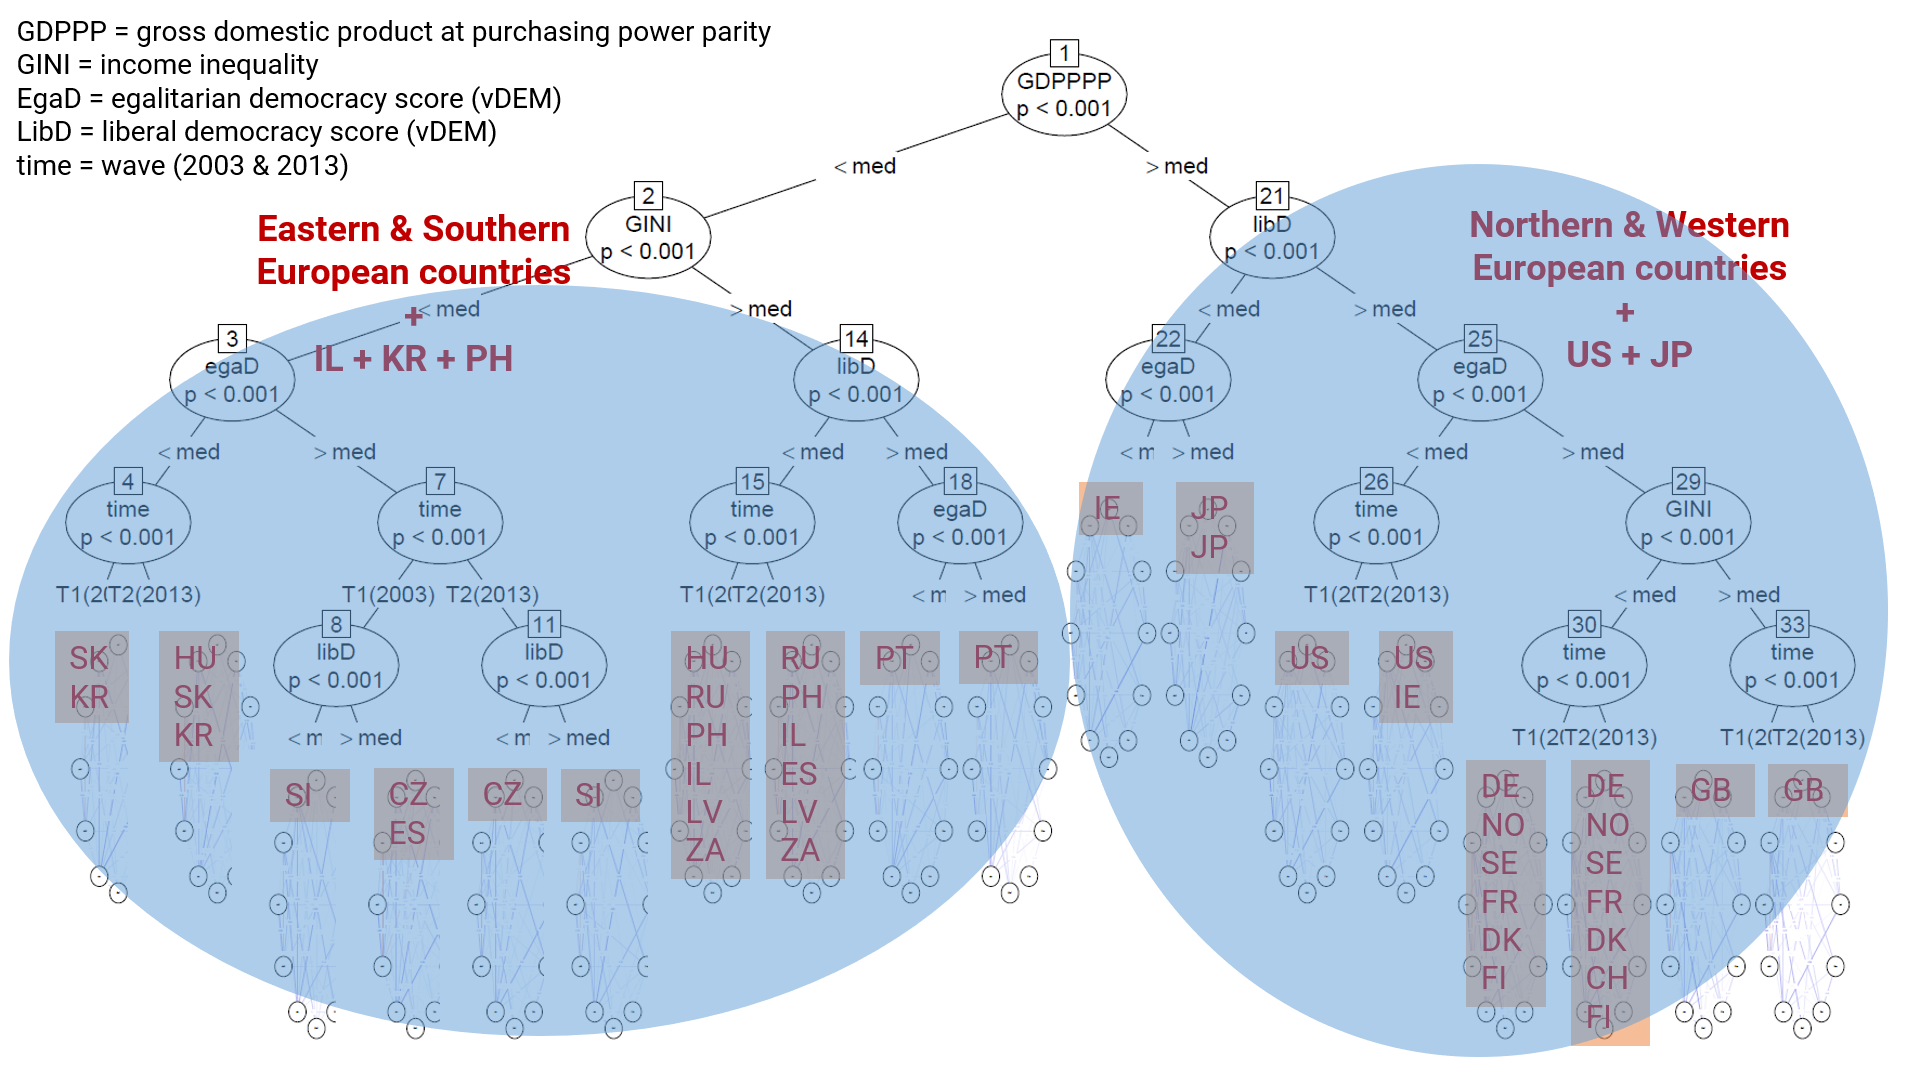 GDPPP = gross domestic product at purchasing power parity
GINI = income inequality
EgaD = egalitarian democracy score (vDEM)
LibD = liberal democracy score (vDEM)
time = wave (2003 & 2013)
1
GDPPPP
p < 0.001
< med
> med
2
GINI
p < 0.001
21
libD
p < 0.001
Eastern & Southern
European countries
+
IL + KR + PH
Northern & Western
European countries
+
US + JP
< med
> med
< med
> med
3
egaD
p < 0.001
14
libD
p < 0.001
22
egaD
p < 0.001
25
egaD
p < 0.001
< med
> med
< med
> med
< m
> med
< med
> med
4
time
p < 0.001
7
time
p < 0.001
15
time
p < 0.001
18
egaD
p < 0.001
IE
JP
JP
26
time
p < 0.001
29
GINI
p < 0.001
T1(20
T2(2013)
T1(2003)
T2(2013)
T1(20
T2(2013)
< m
> med
T1(20
T2(2013)
< med
> med
SK
KR
HU
SK
KR
8
libD
p < 0.001
11
libD
p < 0.001
HU
RU
PH
IL
LV
ZA
RU
PH
IL
ES
LV
ZA
PT
PT
US
US
IE
30
time
p < 0.001
33
time
p < 0.001
< m
> med
< m
> med
T1(20
T2(2013)
T1(20
T2(2013)
SI
CZ
ES
CZ
SI
DE
NO
SE
FR
DK
FI
DE
NO
SE
FR
DK
CH
FI
GB
GB